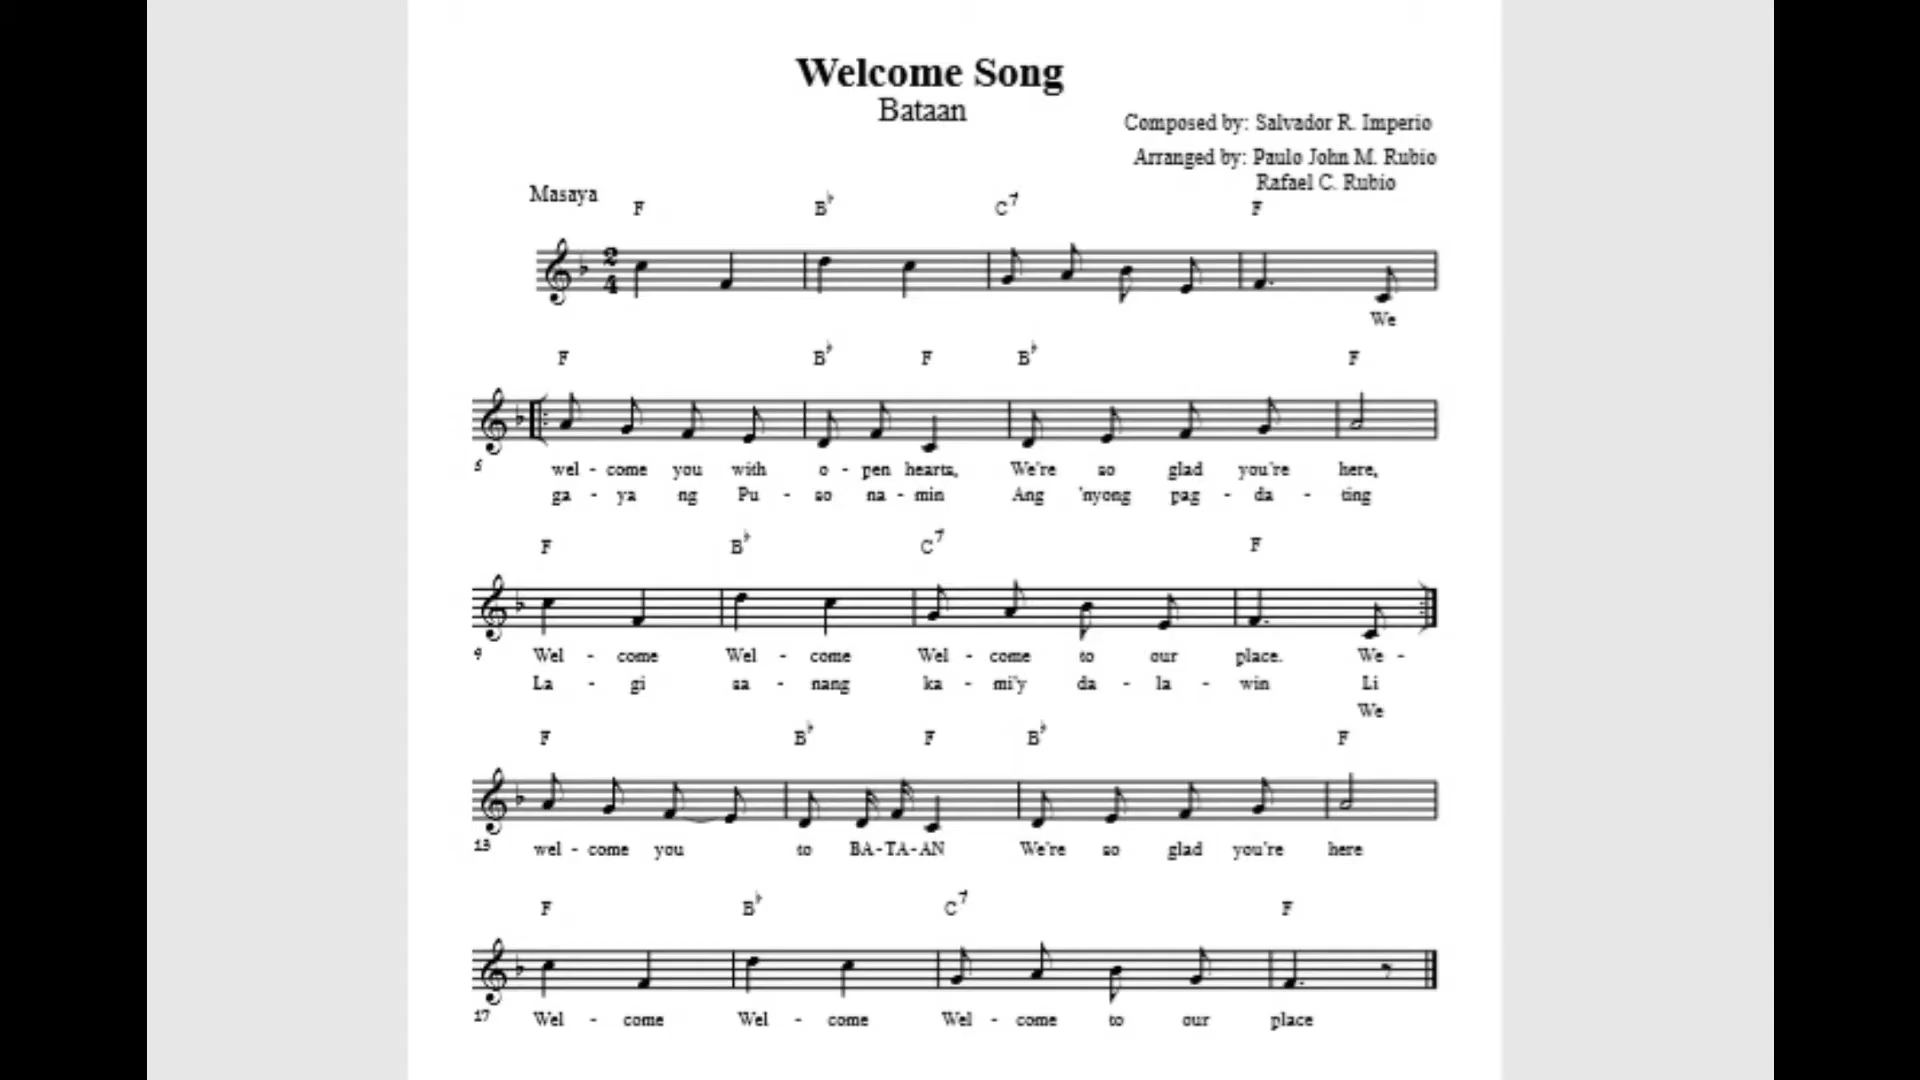 Welcome Song
Bataan
Composed by: Salvador R. Imperio
Arranged by: Paulo John M. Rubio
Rafael C. Rubio
Masaya
F B♭ C7 F
2
4
We
F B♭ F B♭ F
5
wel - come you with o - pen hearts, We're so glad you're here,
ga - ya ng Pu - so na - min Ang 'nyong pag - da - ting
F B♭ C7 F
9
Wel - come Wel - come Wel - come to our place. We -
La - gi sa - nang ka - mi'y da - la - win Li
We
F B♭ F B♭ F
13
wel - come you to BA-TA-AN We're so glad you're here
F B♭ C7 F
17
Wel - come Wel - come Wel - come to our place